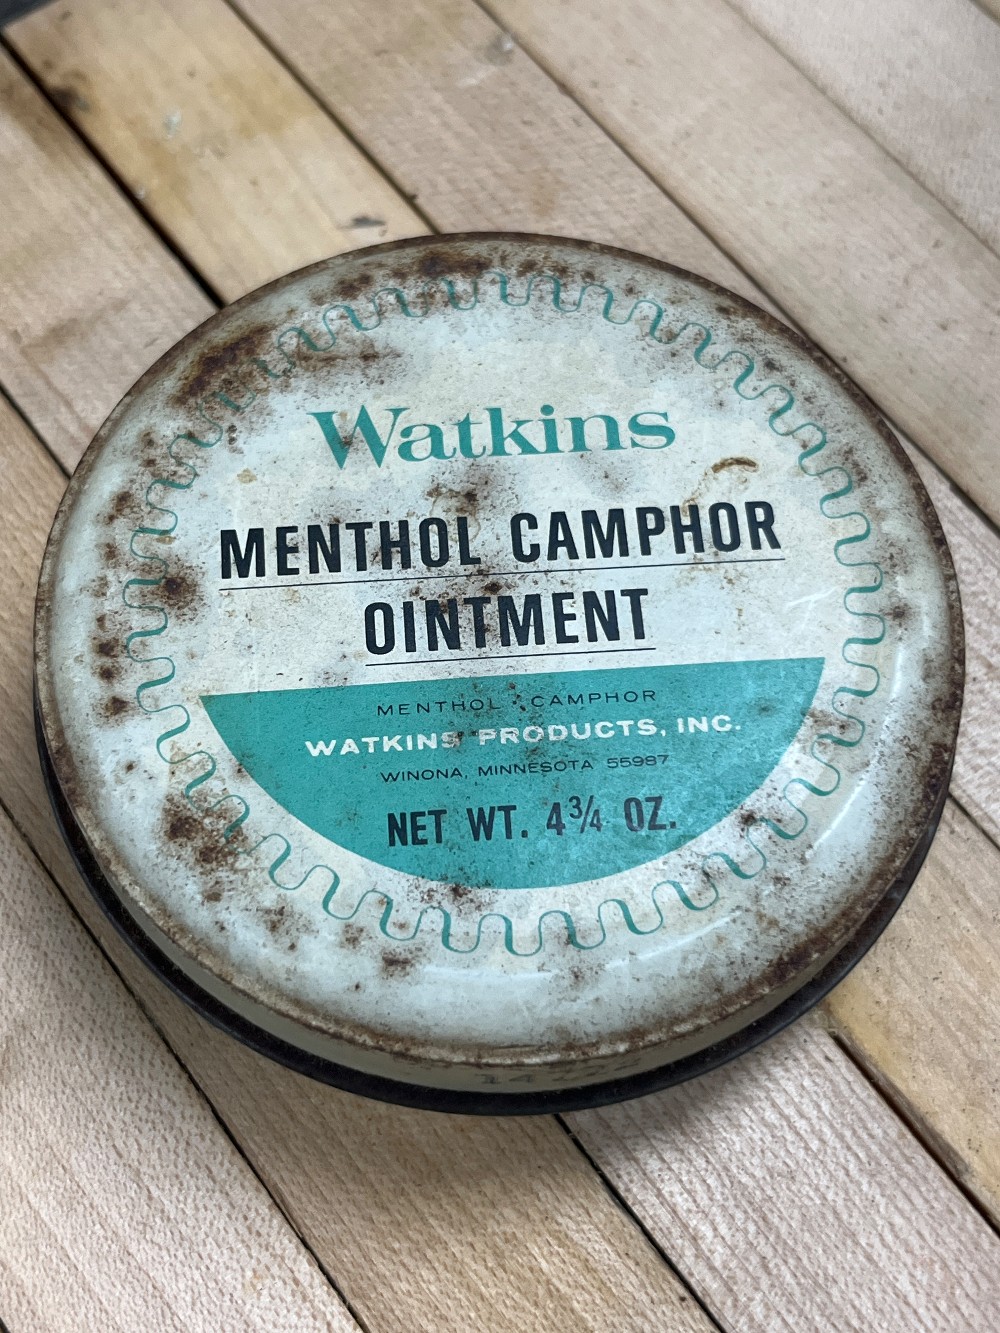 Watkins
MENTHOL CAMPHOR
OINTMENT
MENTHOL • CAMPHOR
WATKINS PRODUCTS, INC.
WINONA, MINNESOTA 55987
NET WT. 4¾ OZ.